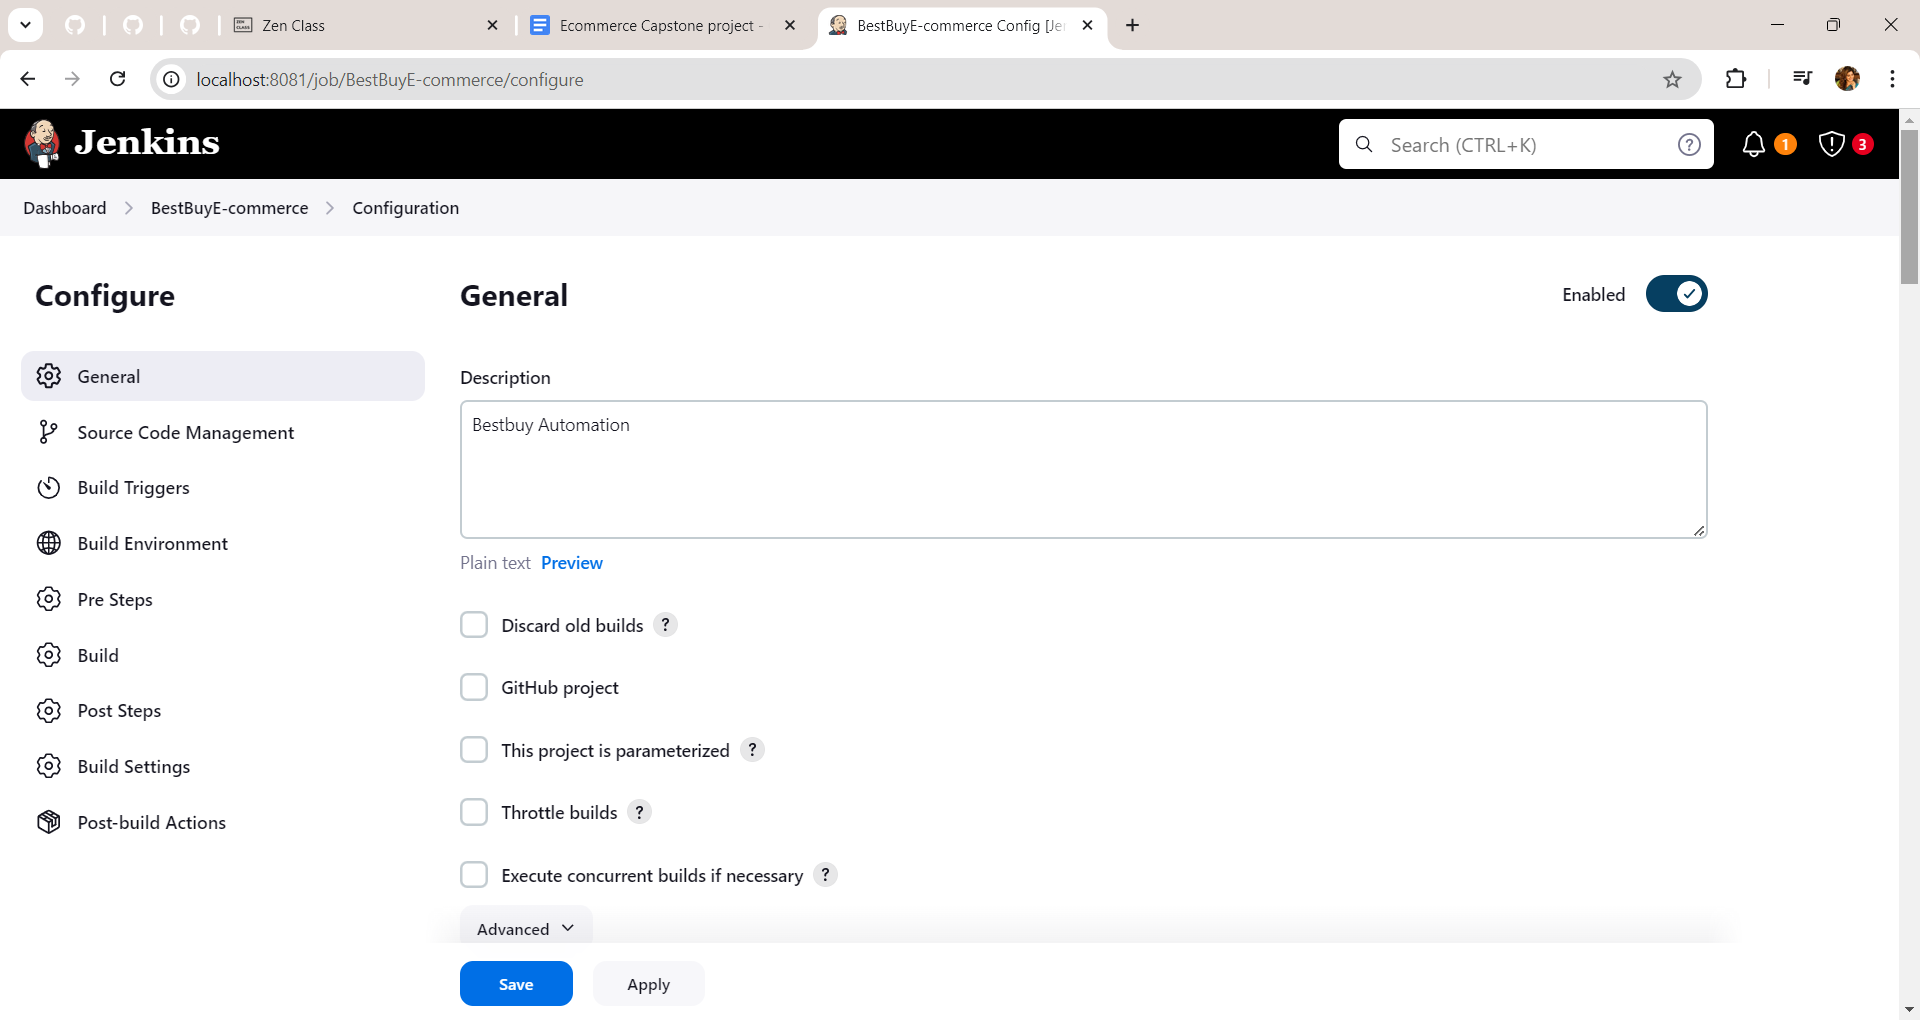 Zen Class
Ecommerce Capstone project -
BestBuyE-commerce Config [Je
localhost:8081/job/BestBuyE-commerce/configure
Jenkins
Search (CTRL+K)
?
1
3
Dashboard
BestBuyE-commerce
Configuration
Configure
General
Source Code Management
Build Triggers
Build Environment
Pre Steps
Build
Post Steps
Build Settings
Post-build Actions
General
Enabled
Description
Bestbuy Automation
Plain text Preview
Discard old builds ?
GitHub project
This project is parameterized ?
Throttle builds ?
Execute concurrent builds if necessary ?
Advanced
Save
Apply